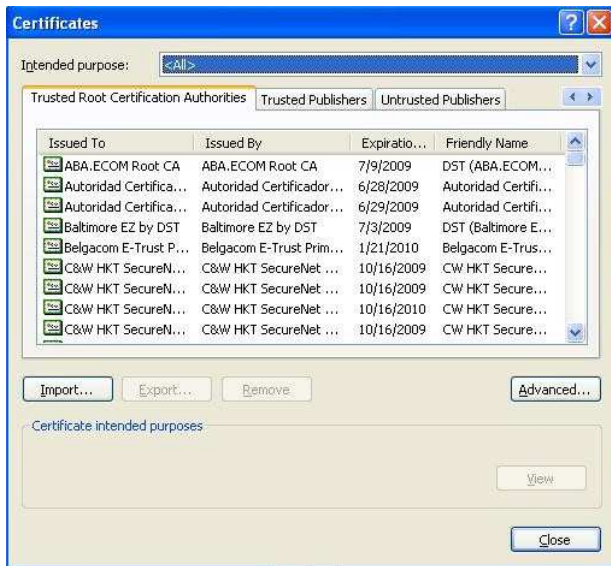 Certificates
Intended purpose: <All>
Trusted Root Certification Authorities Trusted Publishers Untrusted Publishers
Issued To Issued By Expiratio... Friendly Name
ABA.ECOM Root CA ABA.ECOM Root CA 7/9/2009 DST (ABA.ECOM...
Autoridad Certifica... Autoridad Certificador... 6/28/2009 Autoridad Certifi...
Autoridad Certifica... Autoridad Certificador... 6/29/2009 Autoridad Certifi...
Baltimore EZ by DST Baltimore EZ by DST 7/3/2009 DST (Baltimore E...
Belgacom E-Trust P... Belgacom E-Trust Prim... 1/21/2010 Belgacom E-Trus...
C&W HKT SecureN... C&W HKT SecureNet ... 10/16/2009 CW HKT Secure...
C&W HKT SecureN... C&W HKT SecureNet ... 10/16/2009 CW HKT Secure...
C&W HKT SecureN... C&W HKT SecureNet ... 10/16/2010 CW HKT Secure...
C&W HKT SecureN... C&W HKT SecureNet ... 10/16/2009 CW HKT Secure...
Import... Export... Remove Advanced...
Certificate intended purposes
View
Close